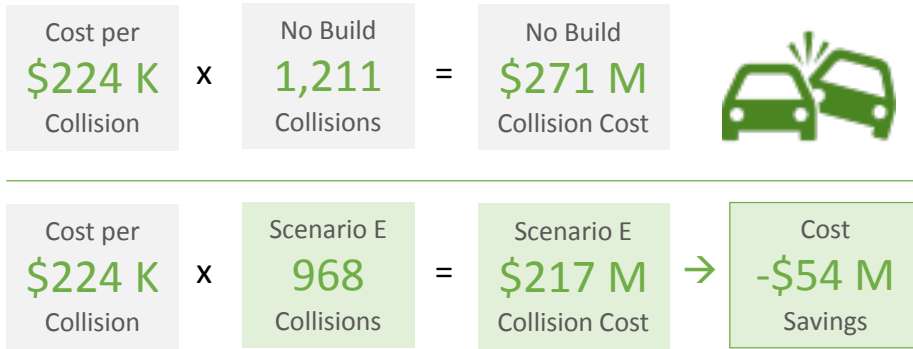 Cost per No Build No Build
$224 K x 1,211 = $271 M
Collision Collisions Collision Cost
Cost per Scenario E Scenario E Cost
$224 K x 968 = $217 M → -$54 M
Collision Collisions Collision Cost Savings